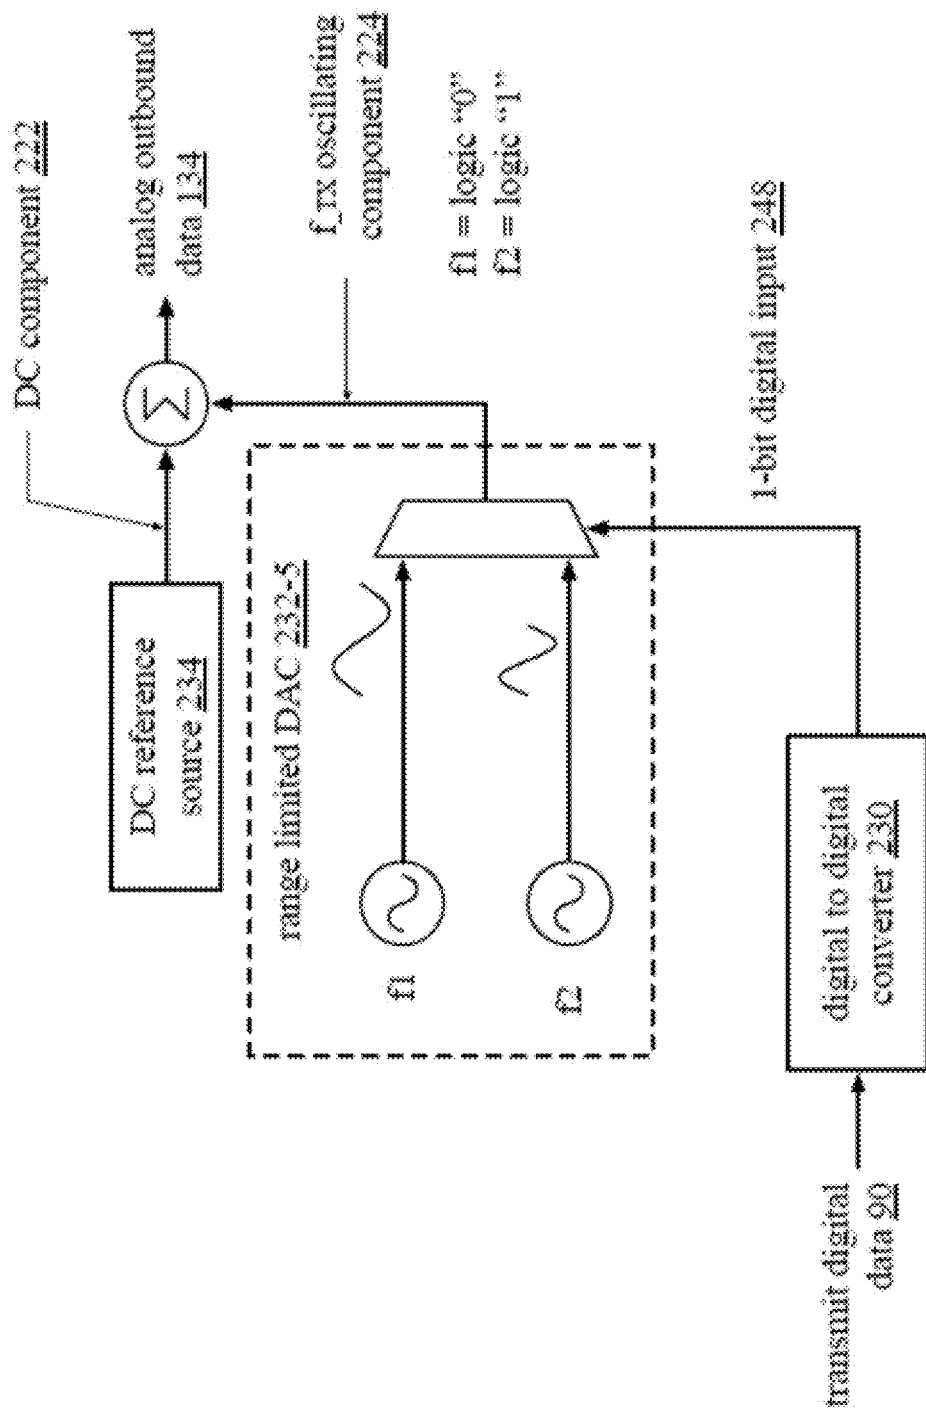 DC component 222
analog outbound
data 134
DC reference
source 234
f_rx oscillating
component 224
range limited DAC 232-5
f1 = logic “0”
f2 = logic “1”
f1
f2
1-bit digital input 248
digital to digital
converter 230
transmit digital
data 90